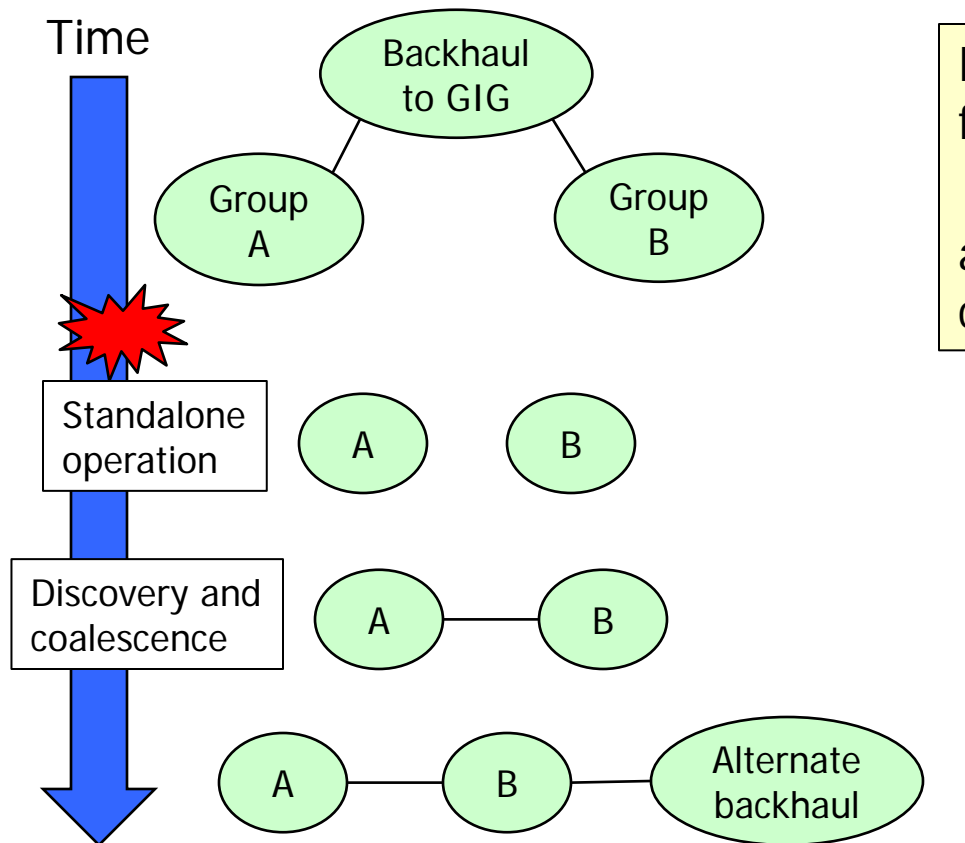 Time
Backhaul
to GIG
Group
A
Group
B
Standalone
operation
A
B
Discovery and
coalescence
A
B
A
B
Alternate
backhaul